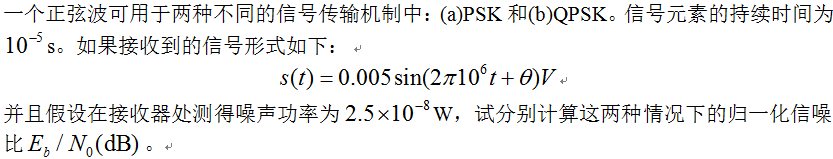 一个正弦波可用于两种不同的信号传输机制中：(a)PSK 和(b)QPSK。信号元素的持续时间为
10⁻⁵ s。如果接收到的信号形式如下：
s(t) = 0.005sin(2π10⁶t + θ)V
并且假设在接收器处测得噪声功率为 2.5×10⁻⁸ W，试分别计算这两种情况下的归一化信噪
比 E_b / N_0 (dB) 。